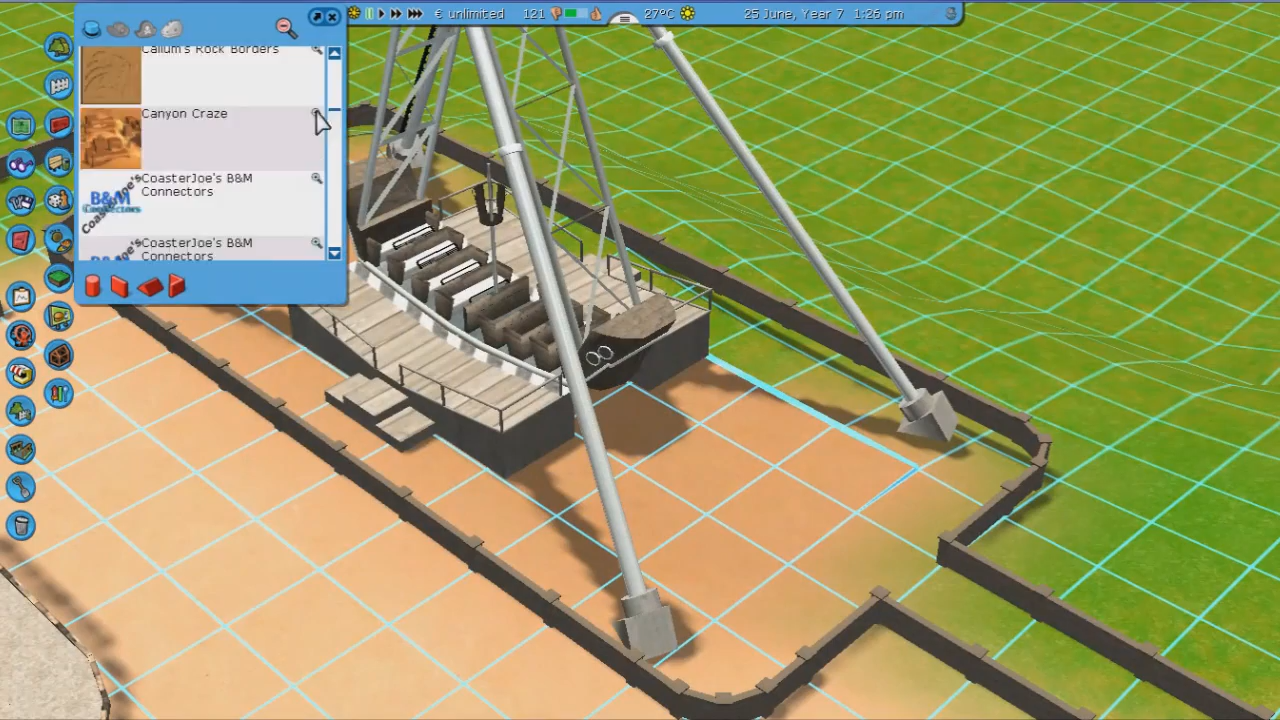 € unlimited 121 27°C 25 June, Year 7 1:26 pm
Callum's Rock Borders
Canyon Craze
CoasterJoe's B&M
Connectors
CoasterJoe's
B&M
Connectors
CoasterJoe's B&M
Connectors
B&M